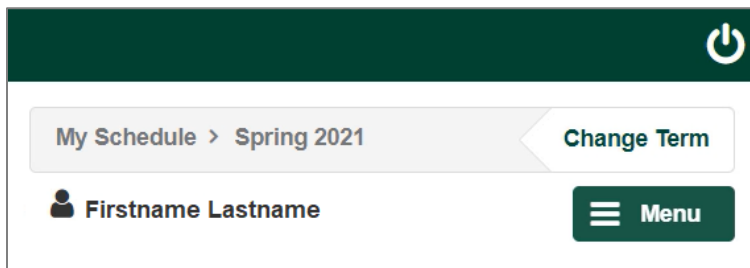 My Schedule > Spring 2021 Change Term
Firstname Lastname Menu